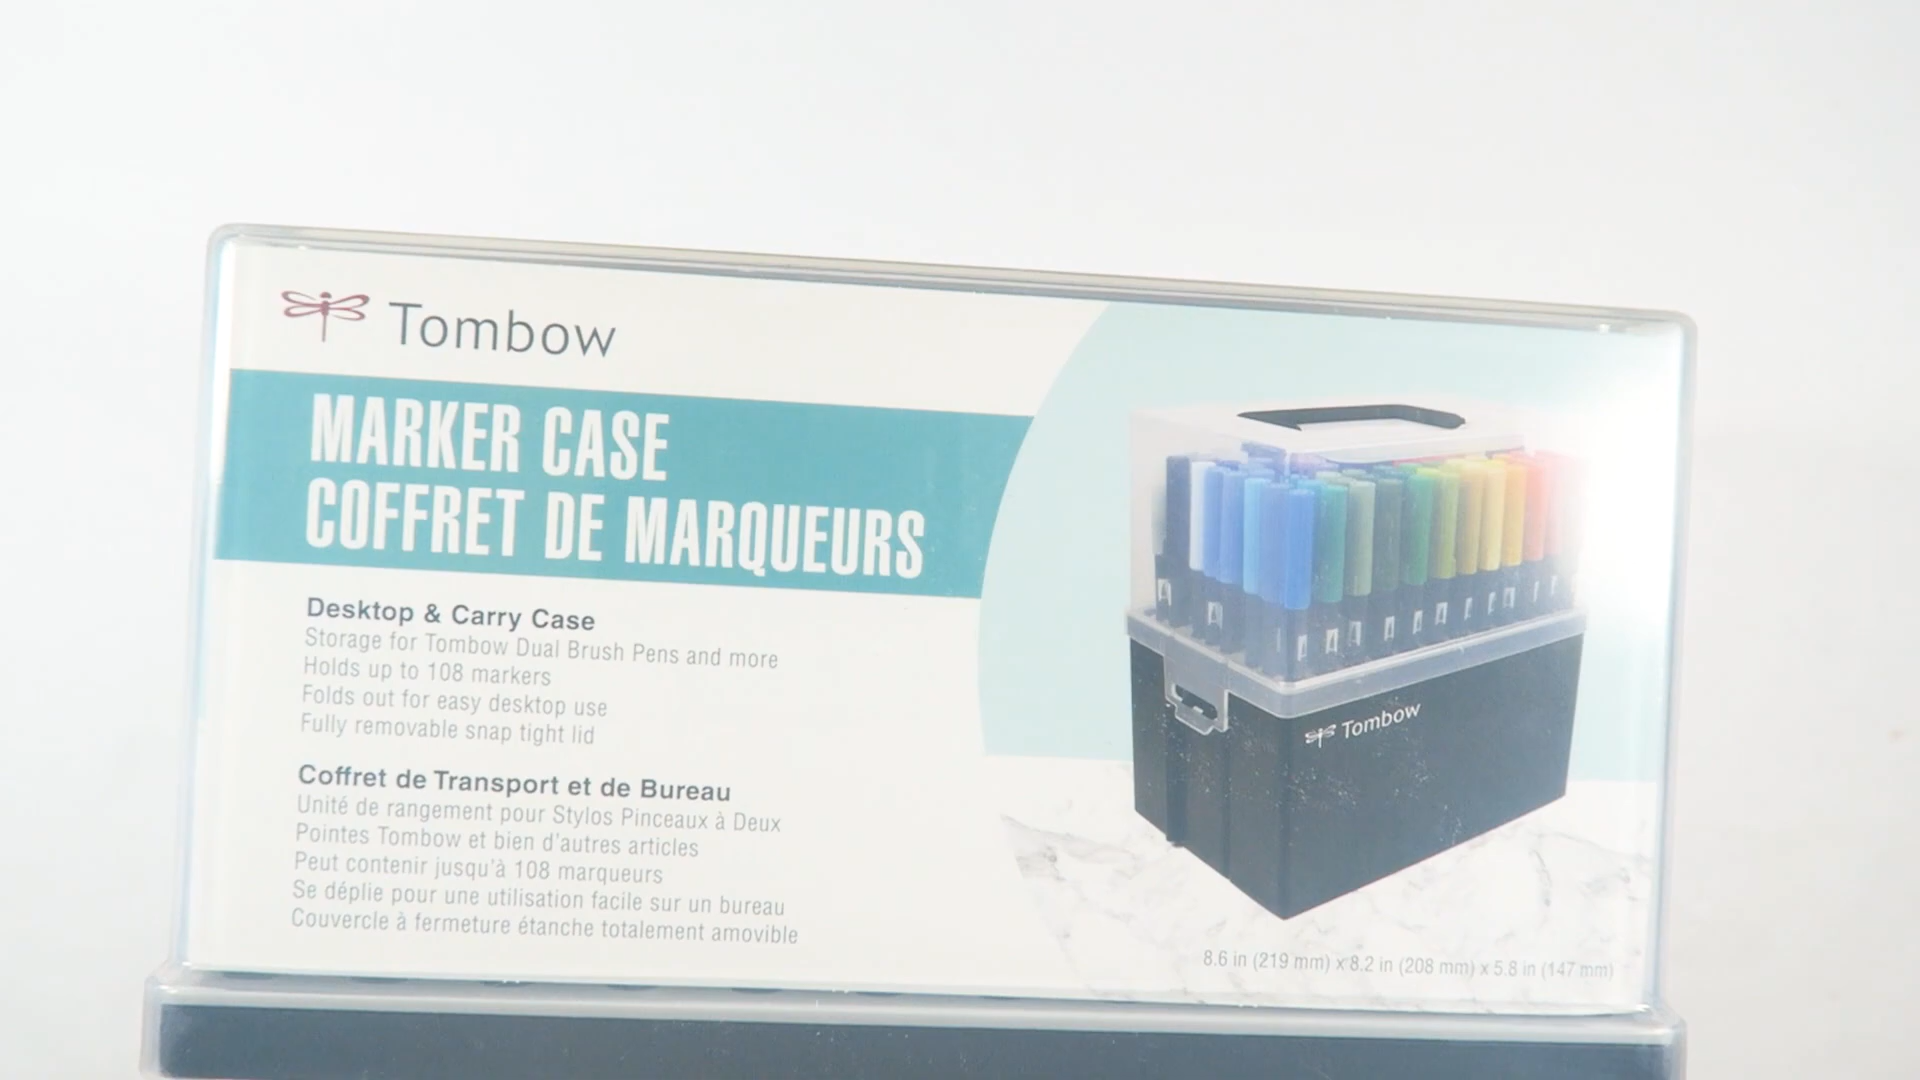 Tombow
MARKER CASE
COFFRET DE MARQUEURS
Desktop & Carry Case
Storage for Tombow Dual Brush Pens and more
Holds up to 108 markers
Folds out for easy desktop use
Fully removable snap tight lid
Coffret de Transport et de Bureau
Unité de rangement pour Stylos Pinceaux à Deux
Pointes Tombow et bien d'autres articles
Peut contenir jusqu'à 108 marqueurs
Se déplie pour une utilisation facile sur un bureau
Couvercle à fermeture étanche totalement amovible
Tombow
8.6 in (219 mm) x 8.2 in (208 mm) x 5.8 in (147 mm)